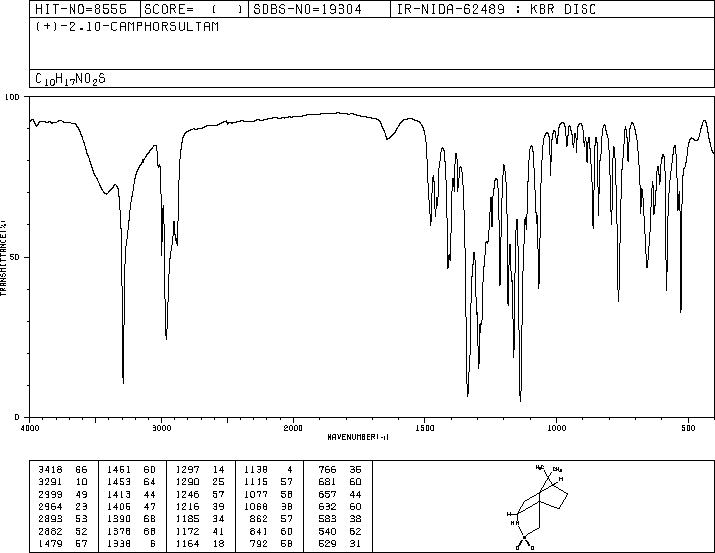 HIT-NO=8555 SCORE= ( ) SDBS-NO=19304 IR-NIDA-62489 : KBR DISC
(+)-2,10-CAMPHORSULTAM
C10H17NO2S
100
50
0
TRANSMITTANCE(%)
4000 3000 2000 1500 1000 500
WAVENUMBER(-1)
3418 66 1461 60 1297 14 1138 4 766 35
3291 10 1453 64 1290 25 1115 57 681 60
2999 49 1413 44 1246 57 1077 58 657 44
2964 23 1405 47 1216 39 1068 38 632 60
2893 53 1390 68 1185 34 862 57 583 38
2882 52 1378 68 1172 41 841 60 540 62
1479 57 1338 6 1164 18 792 58 529 31
H3C CH3
H
H
HN
S
O O